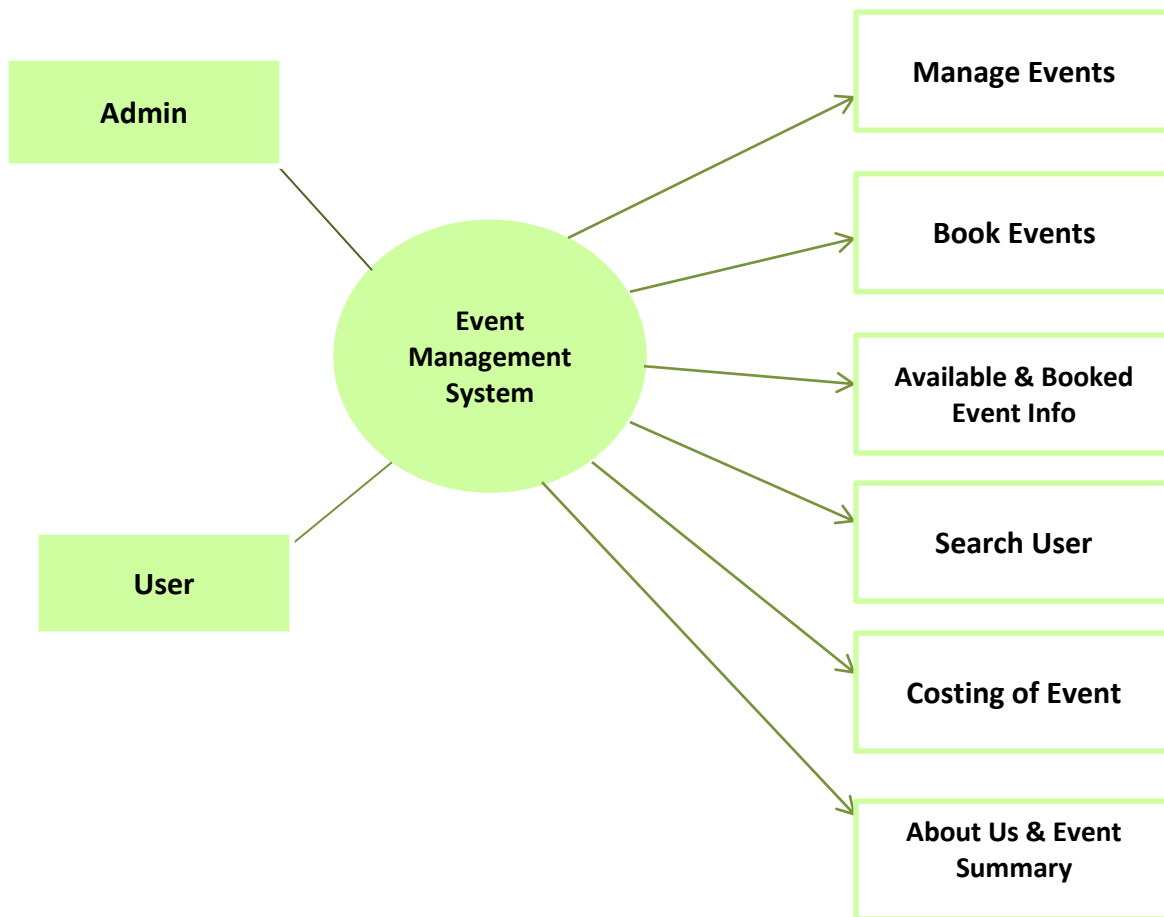 Admin
User
Event
Management
System
Manage Events
Book Events
Available & Booked
Event Info
Search User
Costing of Event
About Us & Event
Summary